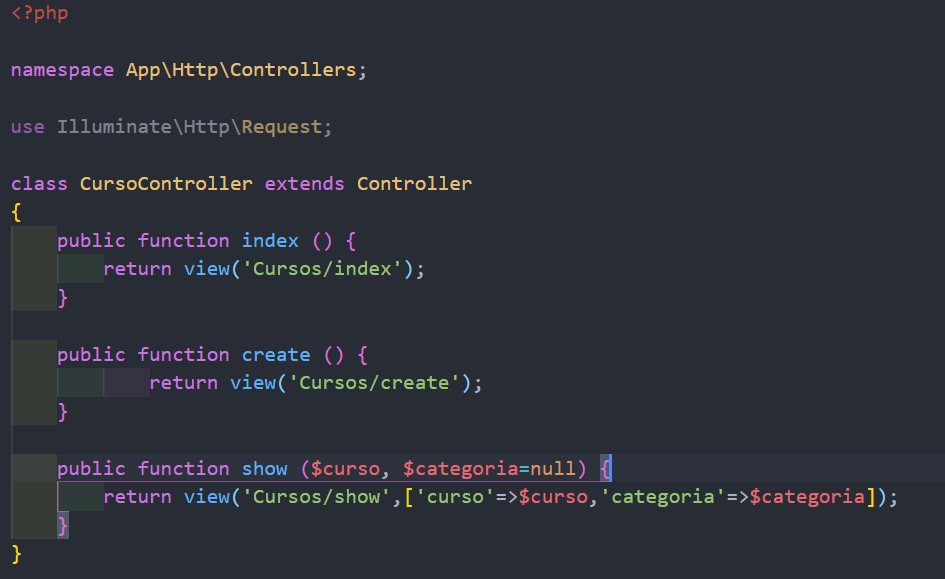 <?php
namespace App\Http\Controllers;
use Illuminate\Http\Request;
class CursoController extends Controller
{
    public function index () {
        return view('Cursos/index');
    }
    public function create () {
            return view('Cursos/create');
    }
    public function show ($curso, $categoria=null) {
        return view('Cursos/show',['curso'=>$curso,'categoria'=>$categoria]);
    }
}